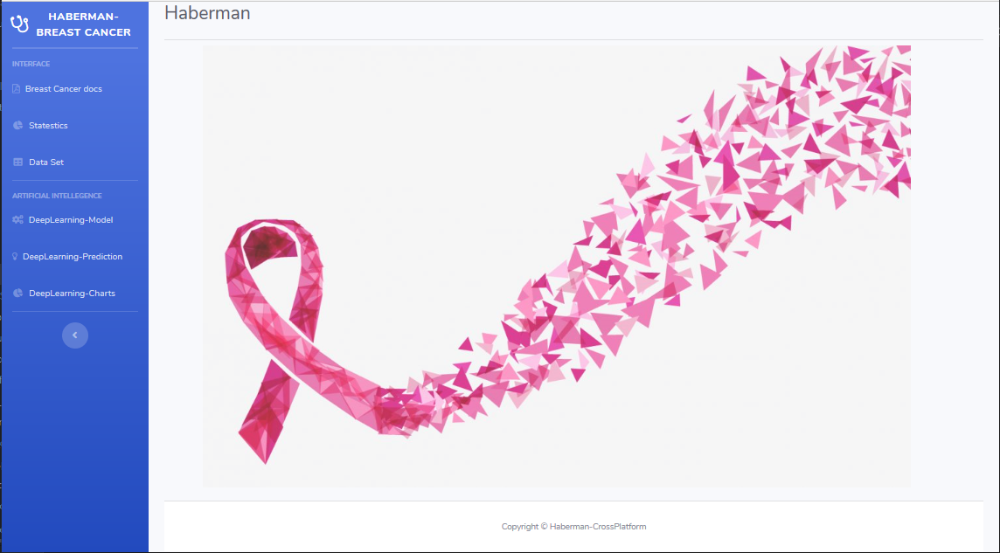 HABERMAN-
BREAST CANCER
INTERFACE
Breast Cancer docs
Statestics
Data Set
ARTIFICIAL INTELLEGENCE
DeepLearning-Model
DeepLearning-Prediction
DeepLearning-Charts
Haberman
Copyright © Haberman-CrossPlatform